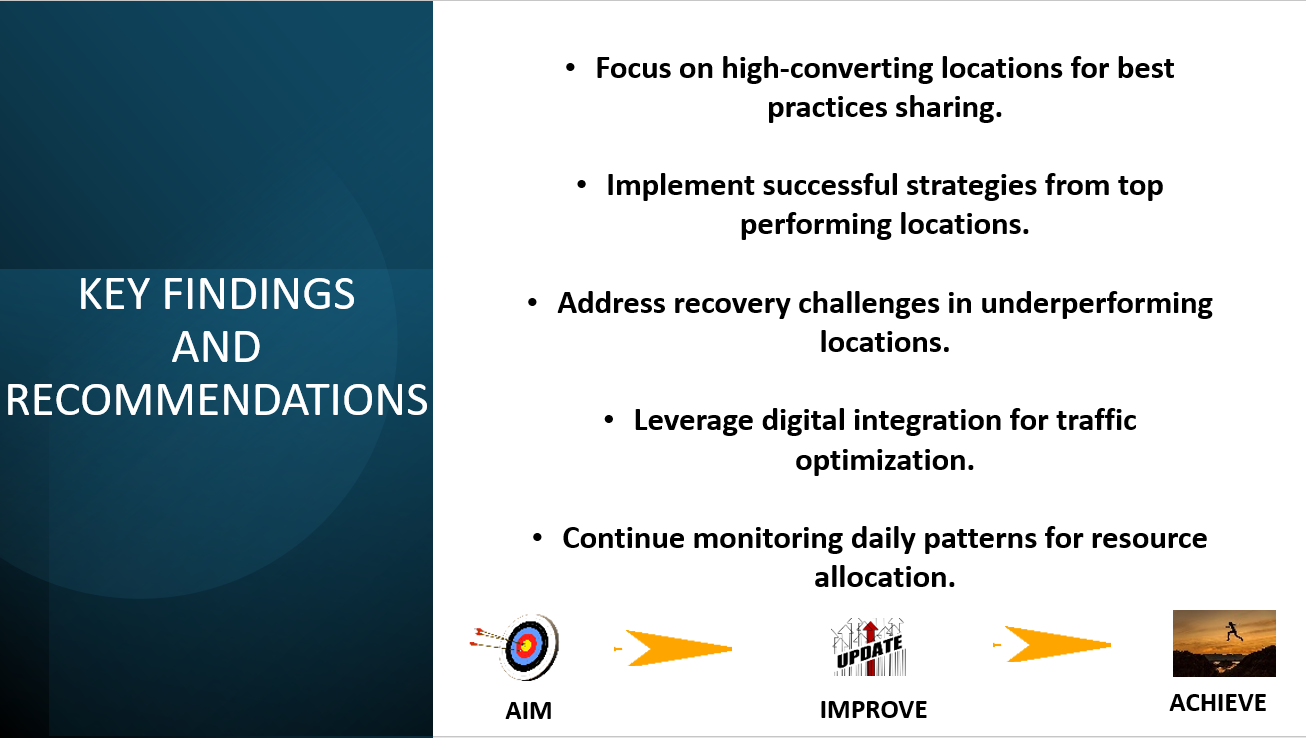 KEY FINDINGS
AND
RECOMMENDATIONS
• Focus on high-converting locations for best
practices sharing.
• Implement successful strategies from top
performing locations.
• Address recovery challenges in underperforming
locations.
• Leverage digital integration for traffic
optimization.
• Continue monitoring daily patterns for resource
allocation.
UPDATE
AIM
IMPROVE
ACHIEVE